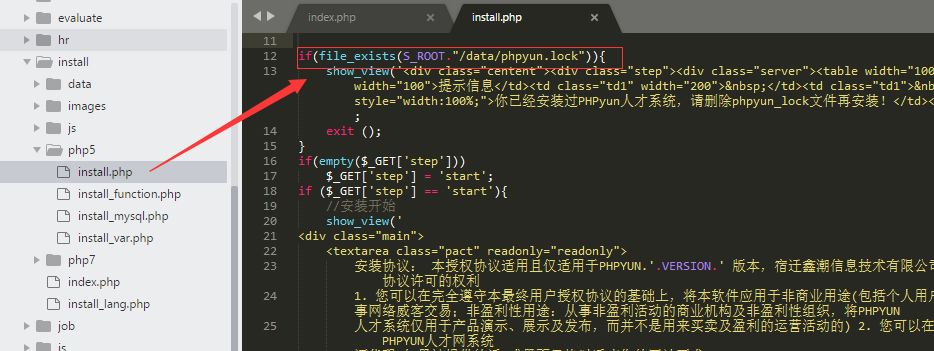 evaluate
hr
install
data
images
js
php5
install.php
install_function.php
install_mysql.php
install_var.php
php7
index.php
install_lang.php
job
js
index.php ×
install.php ×
11
12 if(file_exists(S_ROOT."/data/phpyun.lock")){
13 show_view('<div class="content"><div class="step"><div class="server"><table width="100
width="100">提示信息</td><td class="td1" width="200">&nbsp;</td><td class="td1">&nb
style="width:100%;">你已经安装过PHPyun人才系统，请删除phpyun_lock文件再安装！</td><
;
14 exit ();
15 }
16 if(empty($_GET['step']))
17 $_GET['step'] = 'start';
18 if ($_GET['step'] == 'start'){
19 //安装开始
20 show_view('
21 <div class="main">
22 <textarea class="pact" readonly="readonly">
23 安装协议： 本授权协议适用且仅适用于PHPYUN.'.VERSION.' 版本，宿迁鑫潮信息技术有限公司
协议许可的权利
24 1. 您可以在完全遵守本最终用户授权协议的基础上，将本软件应用于非商业用途(包括个人用户
事网络威客交易；非盈利性用途：从事非盈利活动的商业机构及非盈利性组织，将PHPYUN
25 人才系统仅用于产品演示、展示及发布，而并不是用来买卖及盈利的运营活动的) 2. 您可以在
PHPYUN人才网系统